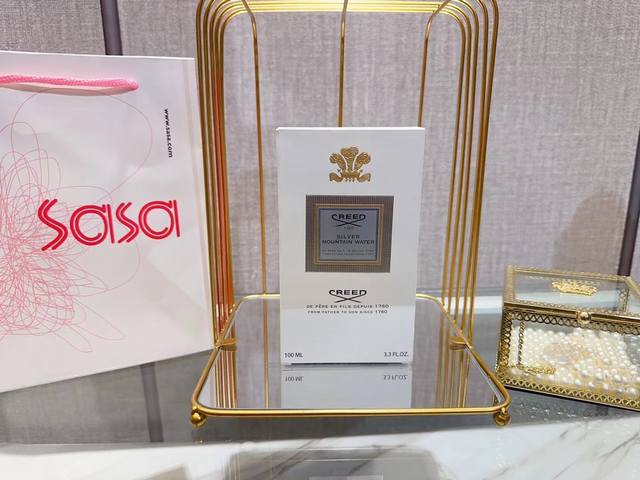 sasa
www.sasa.com
CREED
1760
SILVER
MOUNTAIN WATER
CREED
DE PÈRE EN FILS DEPUIS 1760
FROM FATHER TO SON SINCE 1760
100 ML 3.3 FL.OZ.